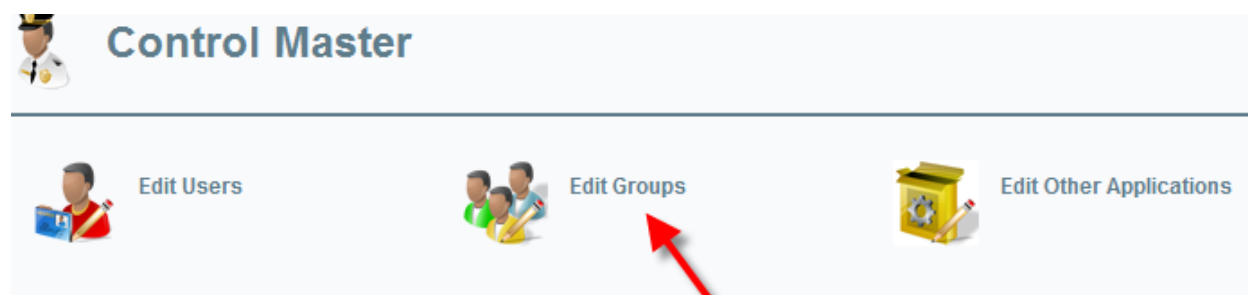 Control Master
Edit Users
Edit Groups
Edit Other Applications